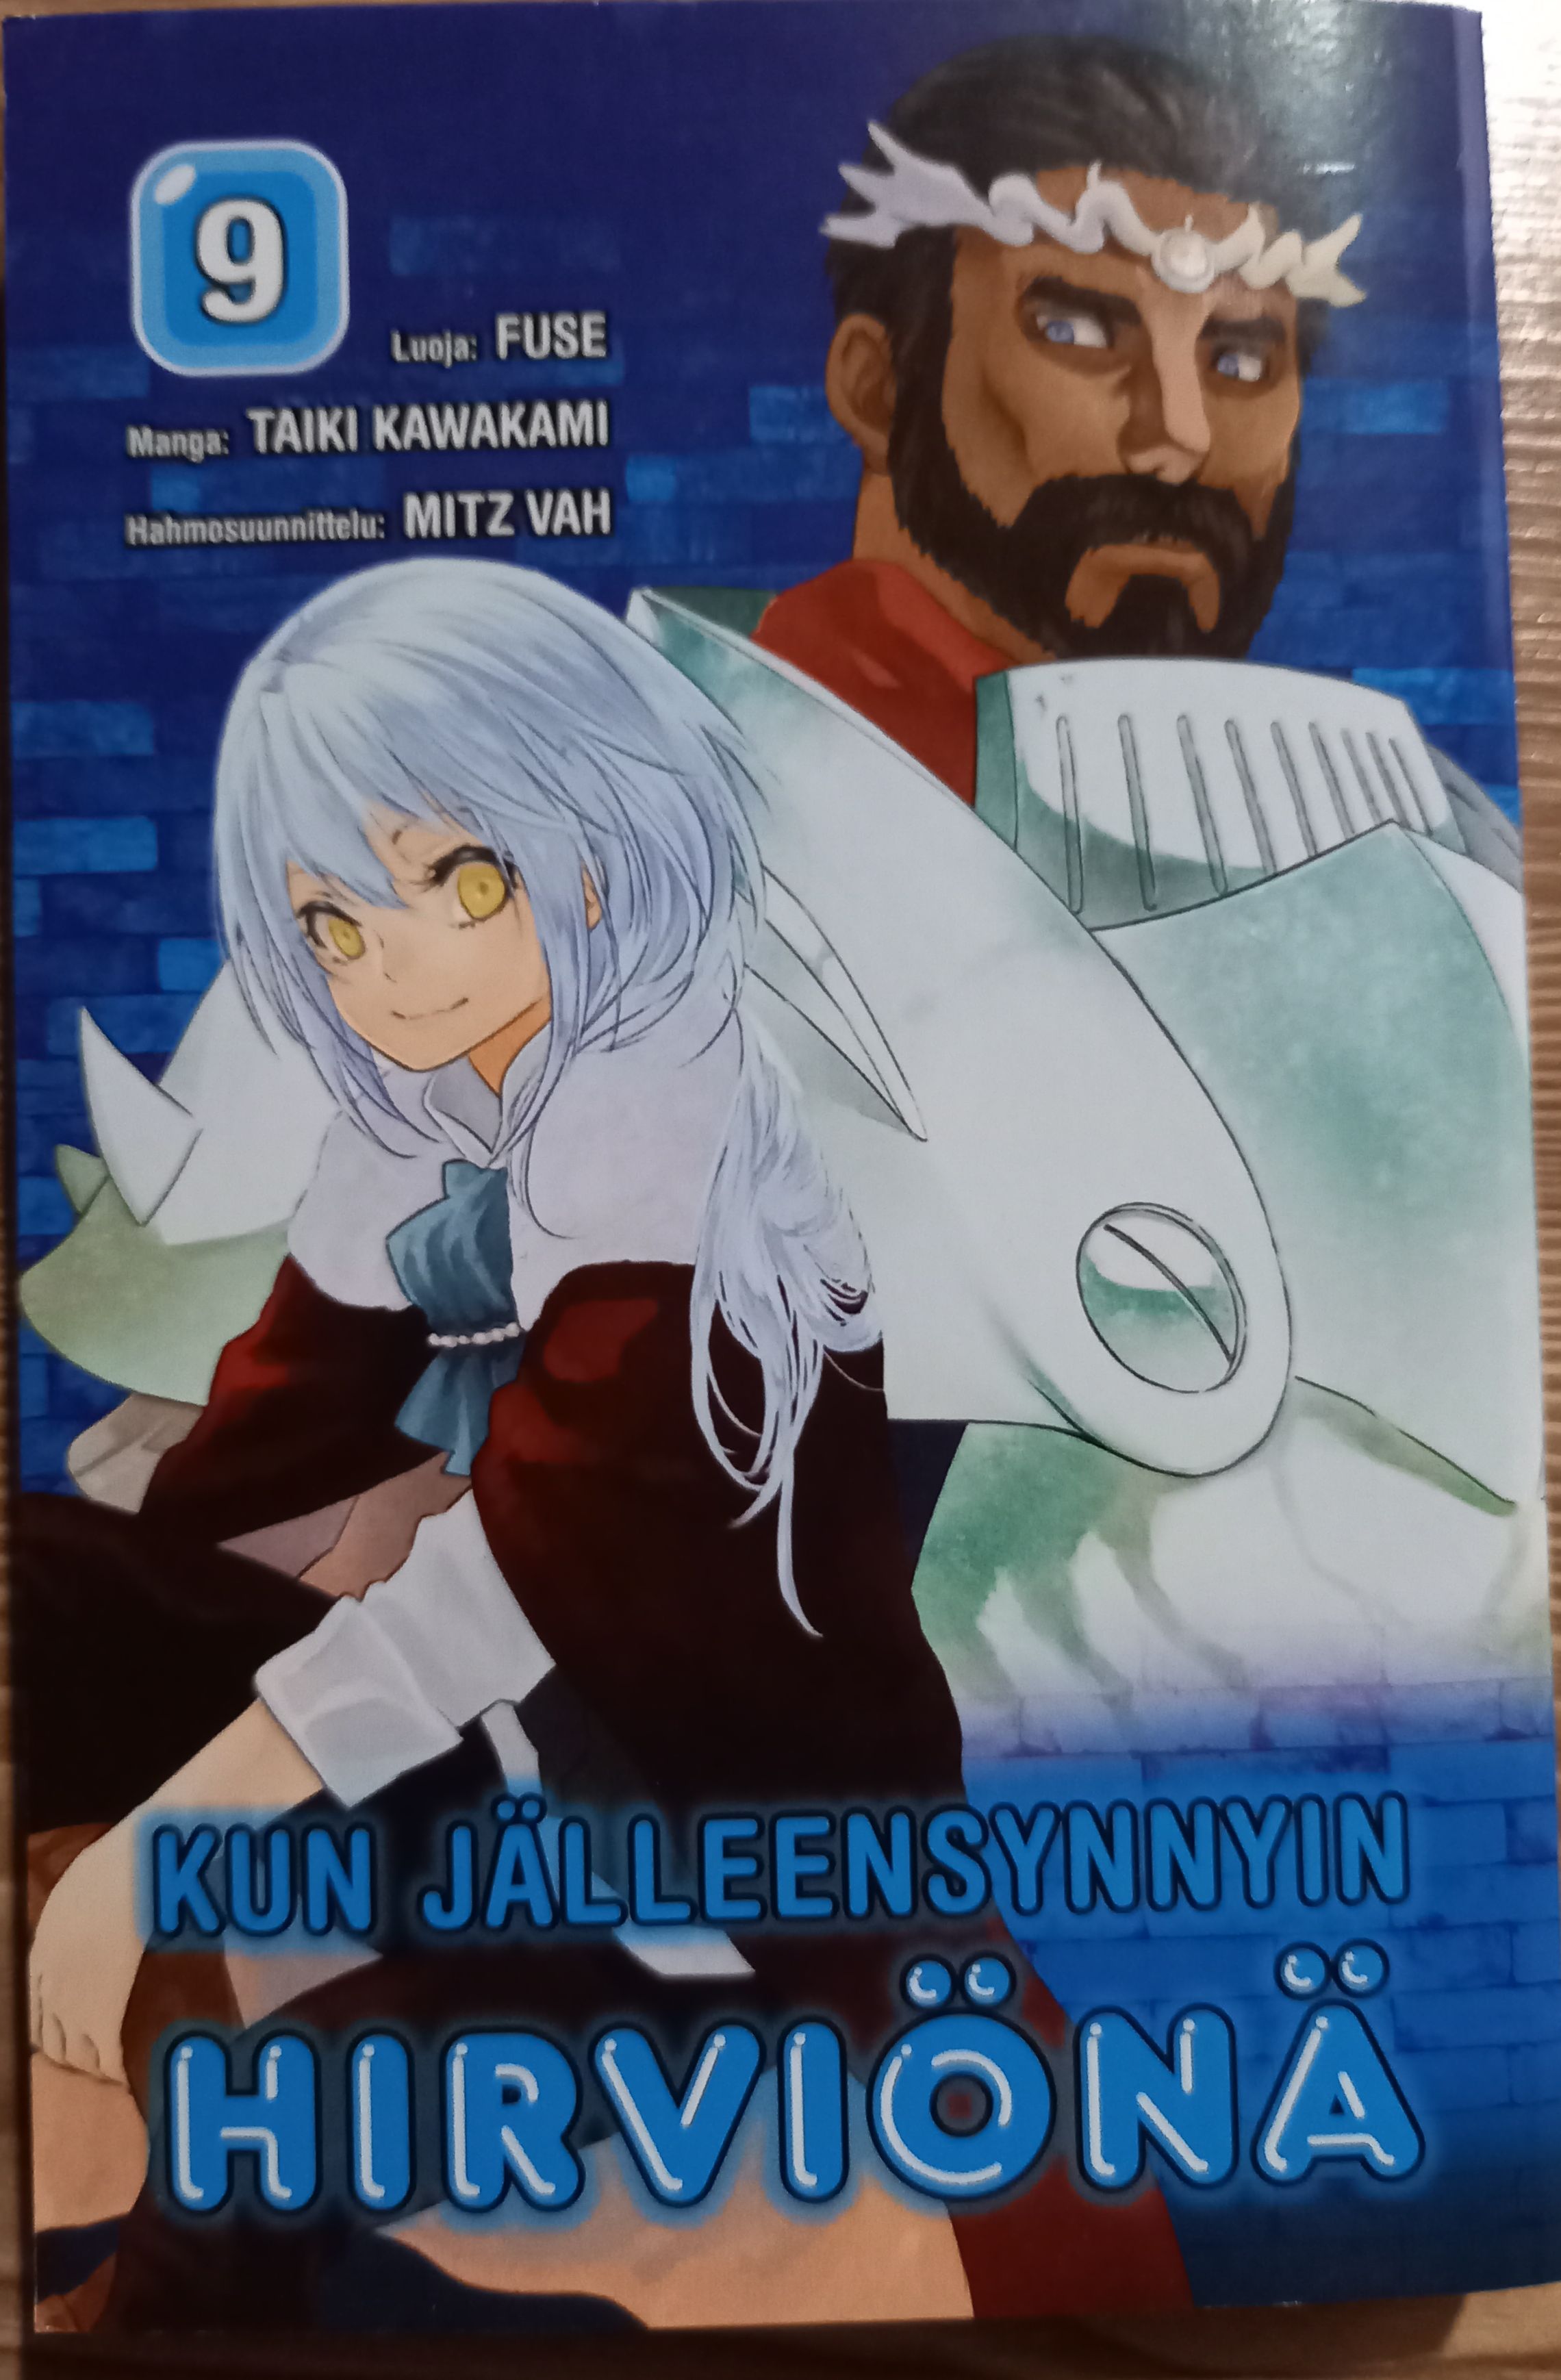 9
Luoja: FUSE
Manga: TAIKI KAWAKAMI
Hahmosuunnittelu: MITZ VAH
KUN JÄLLEENSYNNYIN
HIRVIÖNÄ